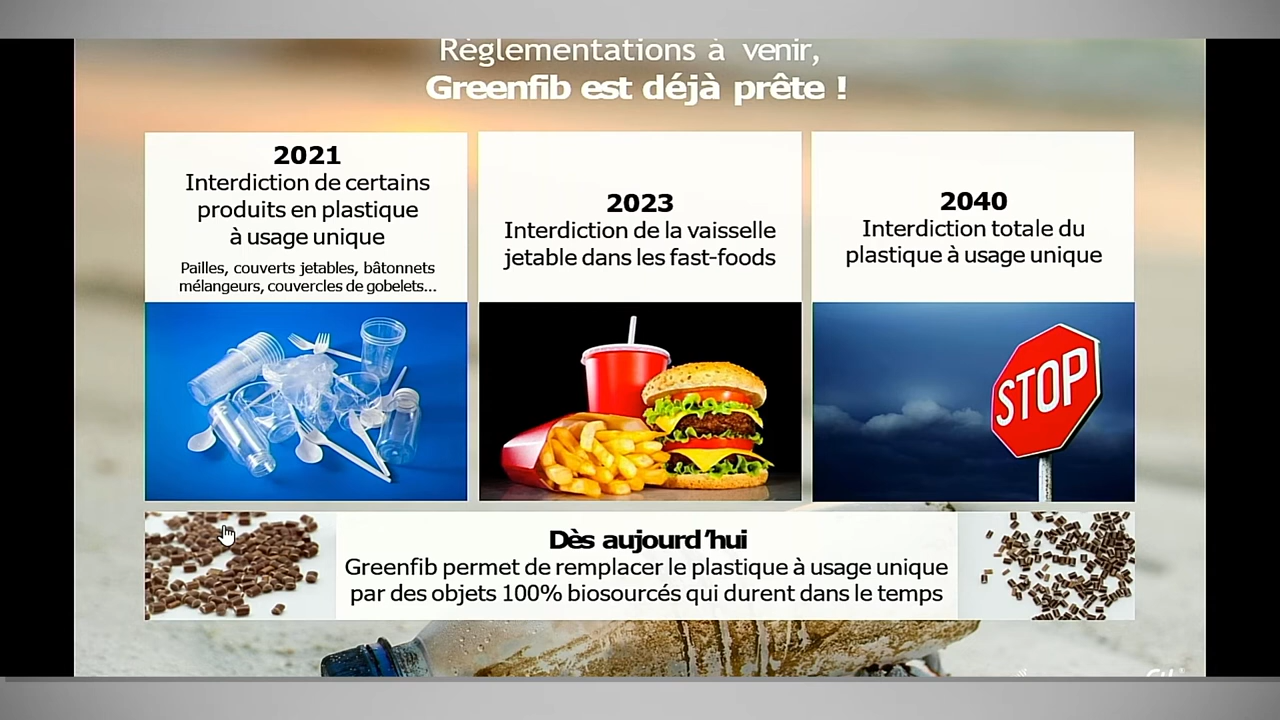 Règlementations à venir,
Greenfib est déjà prête !
2021
Interdiction de certains
produits en plastique
à usage unique
Pailles, couverts jetables, bâtonnets
mélangeurs, couvercles de gobelets...
2023
Interdiction de la vaisselle
jetable dans les fast-foods
2040
Interdiction totale du
plastique à usage unique
STOP
Dès aujourd'hui
Greenfib permet de remplacer le plastique à usage unique
par des objets 100% biosourcés qui durent dans le temps